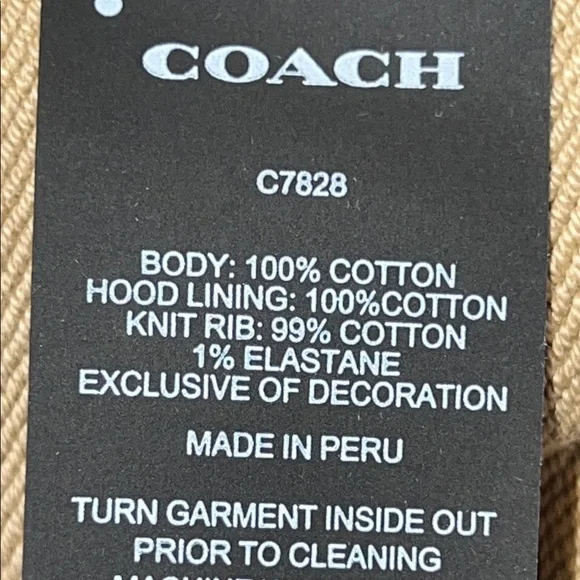 COACH
C7828
BODY: 100% COTTON
HOOD LINING: 100%COTTON
KNIT RIB: 99% COTTON
1% ELASTANE
EXCLUSIVE OF DECORATION
MADE IN PERU
TURN GARMENT INSIDE OUT
PRIOR TO CLEANING